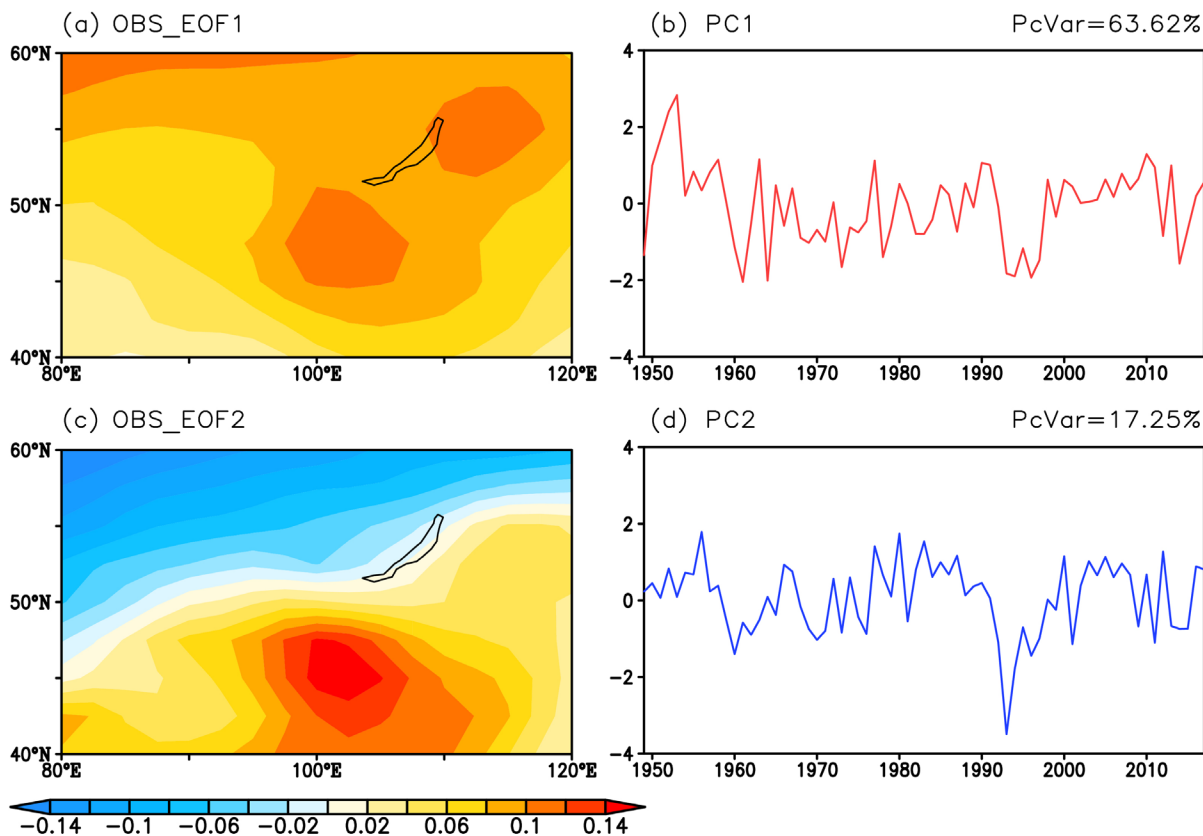 (a) OBS_EOF1
60°N
50°N
40°N
80°E 100°E 120°E
(b) PC1 PcVar=63.62%
4
2
0
−2
−4
1950 1960 1970 1980 1990 2000 2010
(c) OBS_EOF2
60°N
50°N
40°N
80°E 100°E 120°E
(d) PC2 PcVar=17.25%
4
2
0
−2
−4
1950 1960 1970 1980 1990 2000 2010
−0.14 −0.1 −0.06 −0.02 0.02 0.06 0.1 0.14